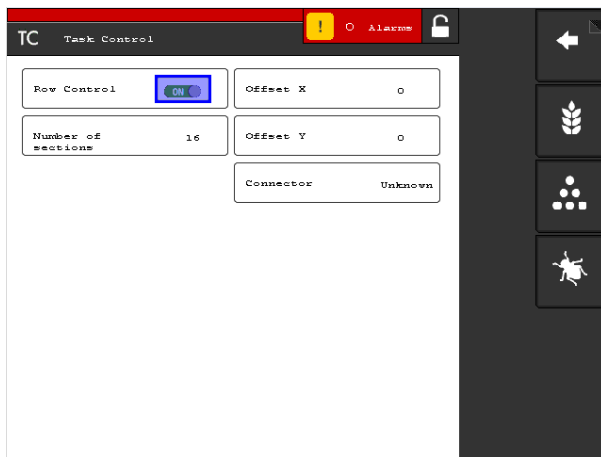 TC Task Control
! 0 Alarms
Row Control ON
Offset X 0
Number of
sections 16
Offset Y 0
Connector Unknown